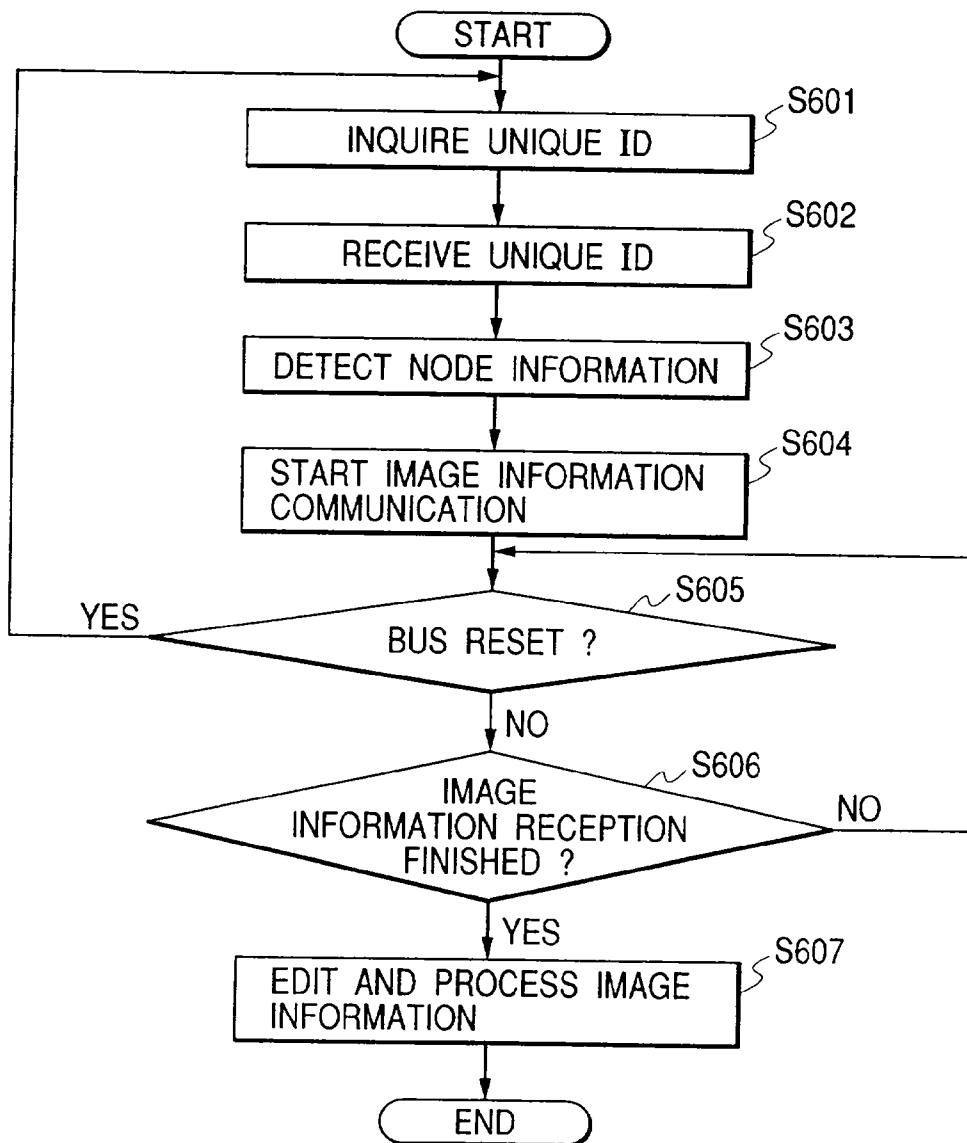 START
S601
INQUIRE UNIQUE ID
S602
RECEIVE UNIQUE ID
S603
DETECT NODE INFORMATION
S604
START IMAGE INFORMATION
COMMUNICATION
S605
YES
BUS RESET ?
NO
S606
IMAGE
INFORMATION RECEPTION
FINISHED ?
NO
YES
S607
EDIT AND PROCESS IMAGE
INFORMATION
END